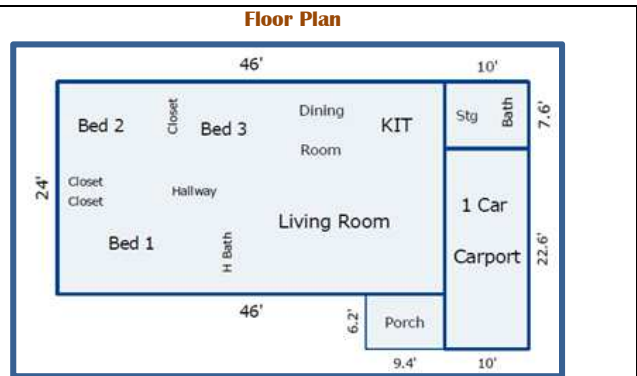 Floor Plan
46'
10'
Bed 2
Closet
Bed 3
Dining
Room
KIT
Stg
Bath
7.6'
24'
Closet
Closet
Hallway
Living Room
1 Car
Carport
22.6'
Bed 1
H Bath
46'
6.2'
Porch
9.4'
10'